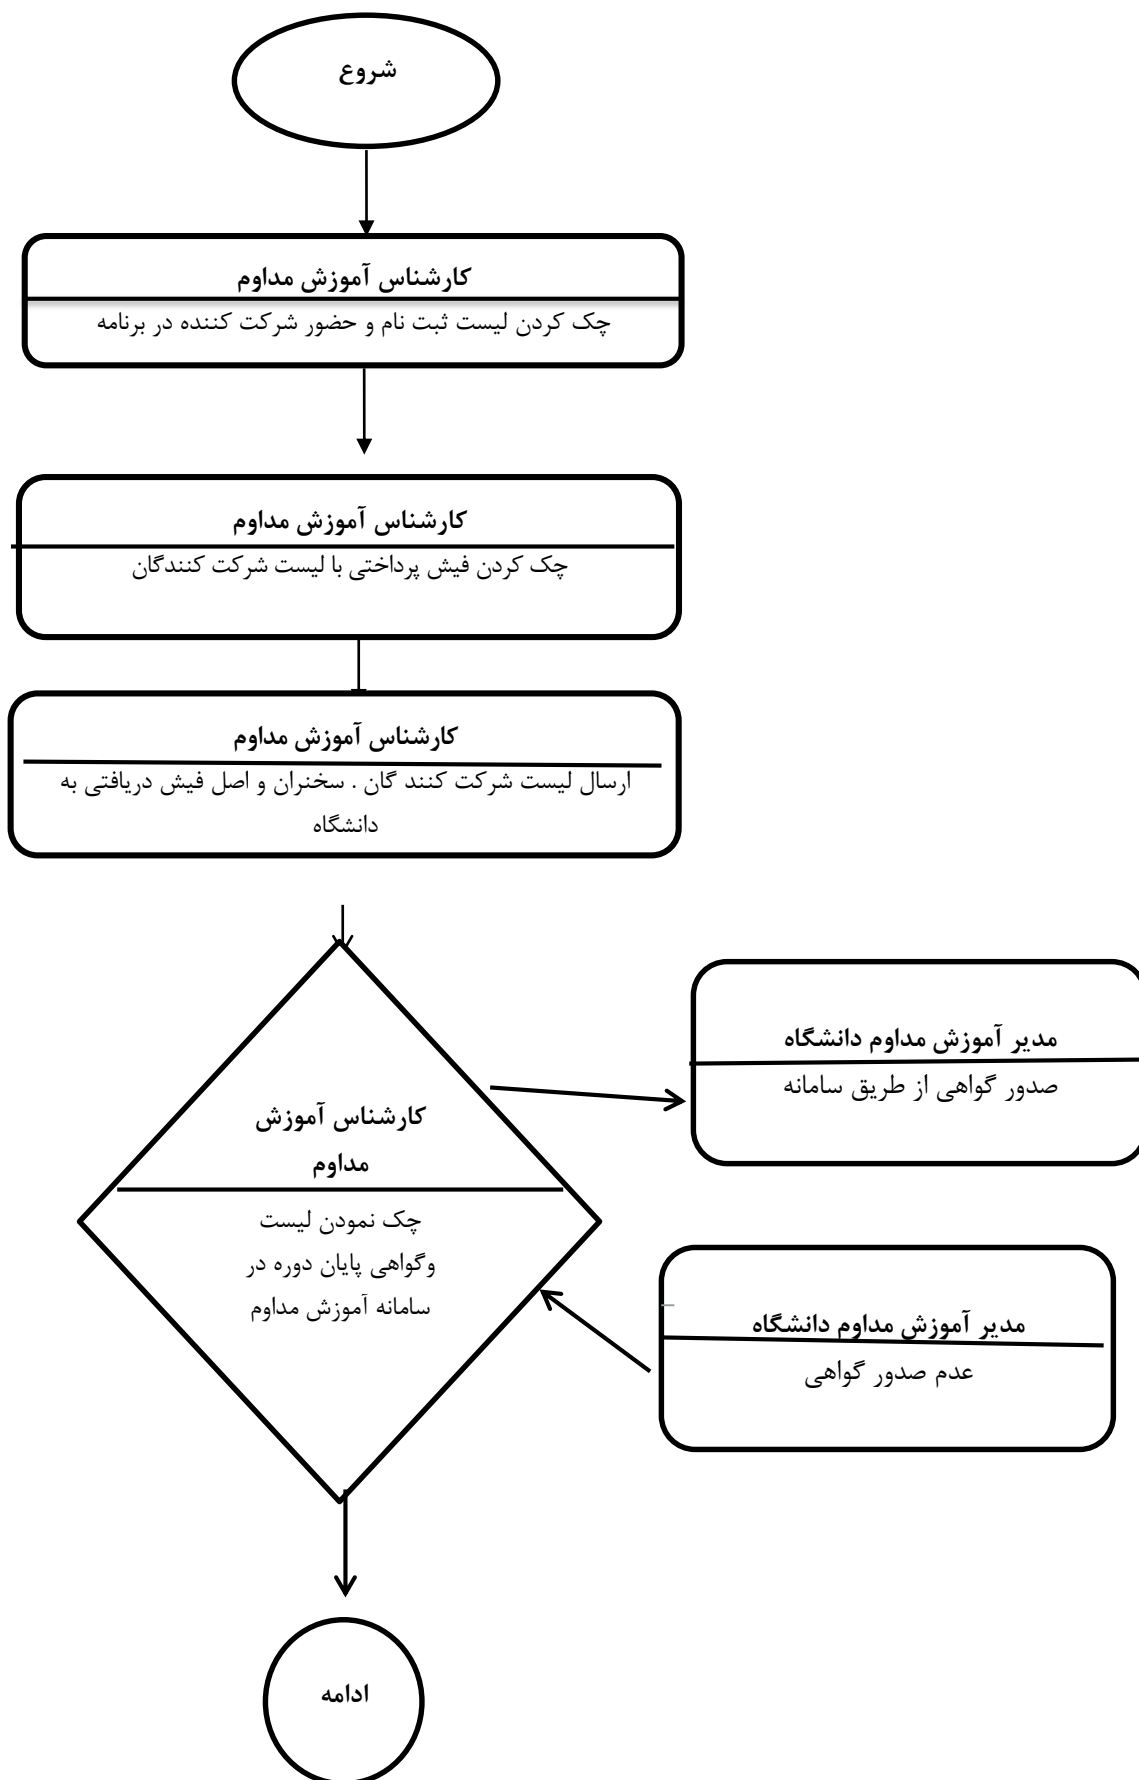 شروع
کارشناس آموزش مداوم
چک کردن لیست ثبت نام و حضور شرکت کننده در برنامه
کارشناس آموزش مداوم
چک کردن فیش پرداختی با لیست شرکت کنندگان
کارشناس آموزش مداوم
ارسال لیست شرکت کنند گان . سخنران و اصل فیش دریافتی به
دانشگاه
مدیر آموزش مداوم دانشگاه
صدور گواهی از طریق سامانه
کارشناس آموزش
مداوم
چک نمودن لیست
وگواهی پایان دوره در
سامانه آموزش مداوم
مدیر آموزش مداوم دانشگاه
عدم صدور گواهی
ادامه